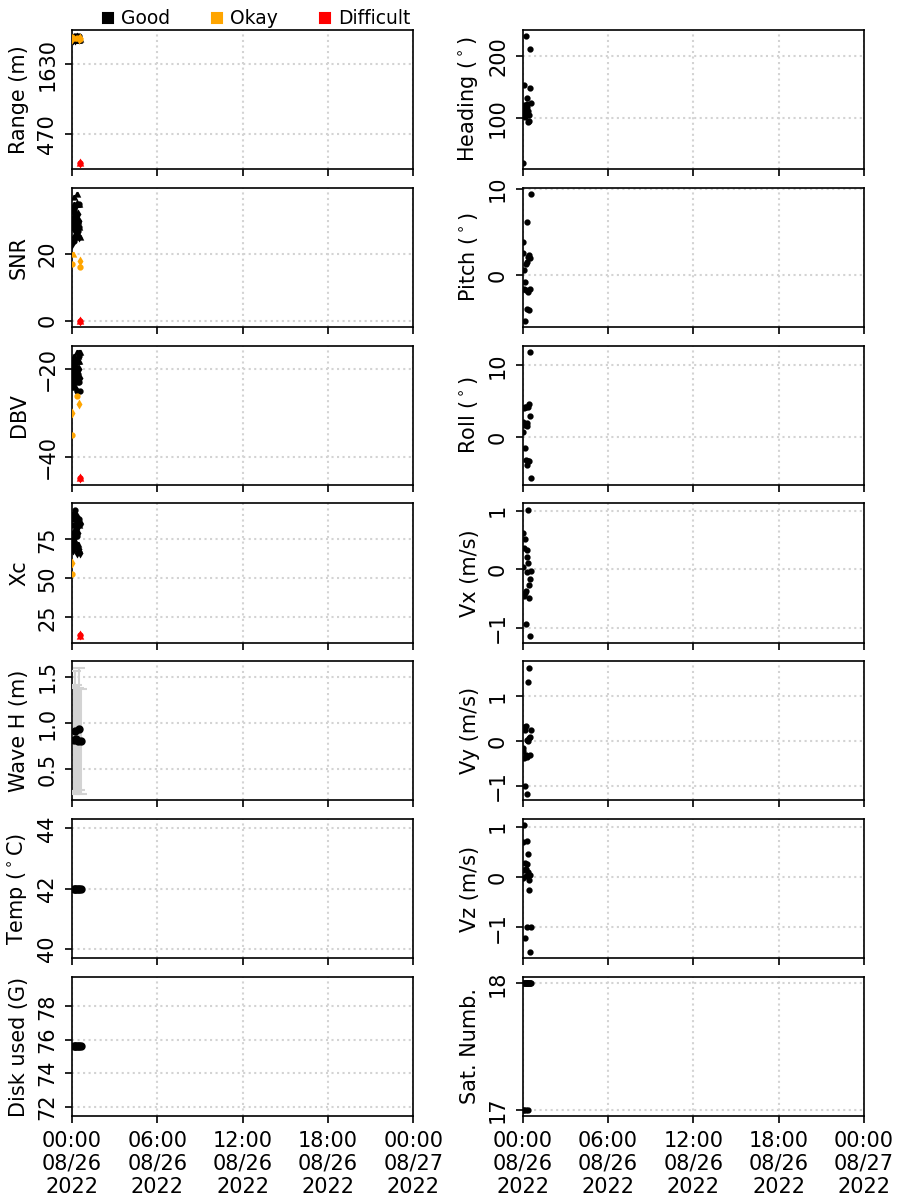 Good Okay Difficult
Range (m)
1630
470
Heading (°)
200
100
SNR
20
0
Pitch (°)
10
0
DBV
−20
−40
Roll (°)
10
0
Xc
75
50
25
Vx (m/s)
1
0
−1
Wave H (m)
1.5
1.0
0.5
Vy (m/s)
1
0
−1
Temp (°C)
44
42
40
Vz (m/s)
1
0
−1
Disk used (G)
78
76
74
72
Sat. Numb.
18
17
00:00 06:00 12:00 18:00 00:00
08/26 08/26 08/26 08/26 08/27
2022 2022 2022 2022 2022
00:00 06:00 12:00 18:00 00:00
08/26 08/26 08/26 08/26 08/27
2022 2022 2022 2022 2022